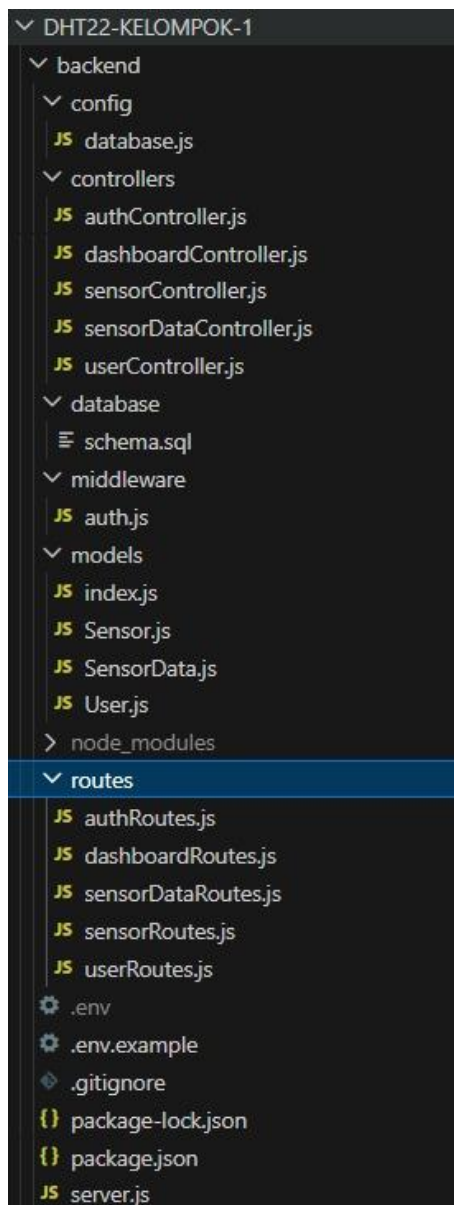 DHT22-KELOMPOK-1
backend
config
JS database.js
controllers
JS authController.js
JS dashboardController.js
JS sensorController.js
JS sensorDataController.js
JS userController.js
database
schema.sql
middleware
JS auth.js
models
JS index.js
JS Sensor.js
JS SensorData.js
JS User.js
node_modules
routes
JS authRoutes.js
JS dashboardRoutes.js
JS sensorDataRoutes.js
JS sensorRoutes.js
JS userRoutes.js
.env
.env.example
.gitignore
{} package-lock.json
{} package.json
JS server.js